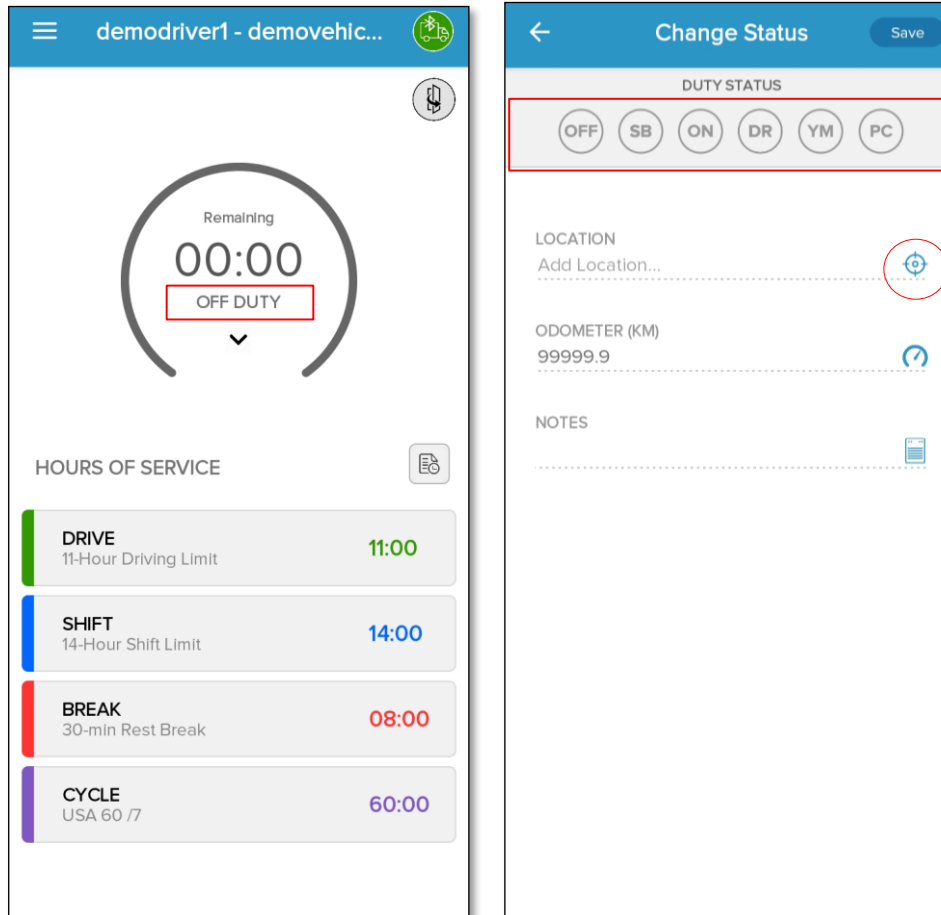 demodriver1 - demovehic...
Remaining
00:00
OFF DUTY
HOURS OF SERVICE
DRIVE
11-Hour Driving Limit
11:00
SHIFT
14-Hour Shift Limit
14:00
BREAK
30-min Rest Break
08:00
CYCLE
USA 60 /7
60:00
Change Status
Save
DUTY STATUS
OFF SB ON DR YM PC
LOCATION
Add Location...
ODOMETER (KM)
99999.9
NOTES